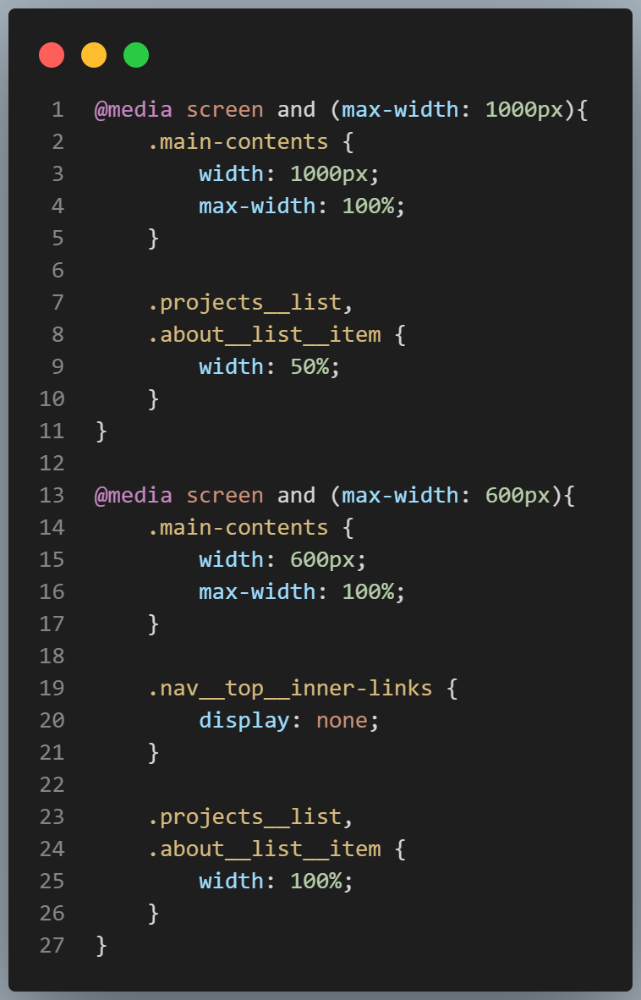 1 @media screen and (max-width: 1000px){
2     .main-contents {
3         width: 1000px;
4         max-width: 100%;
5     }
6
7     .projects__list,
8     .about__list__item {
9         width: 50%;
10     }
11 }
12
13 @media screen and (max-width: 600px){
14     .main-contents {
15         width: 600px;
16         max-width: 100%;
17     }
18
19     .nav__top__inner-links {
20         display: none;
21     }
22
23     .projects__list,
24     .about__list__item {
25         width: 100%;
26     }
27 }